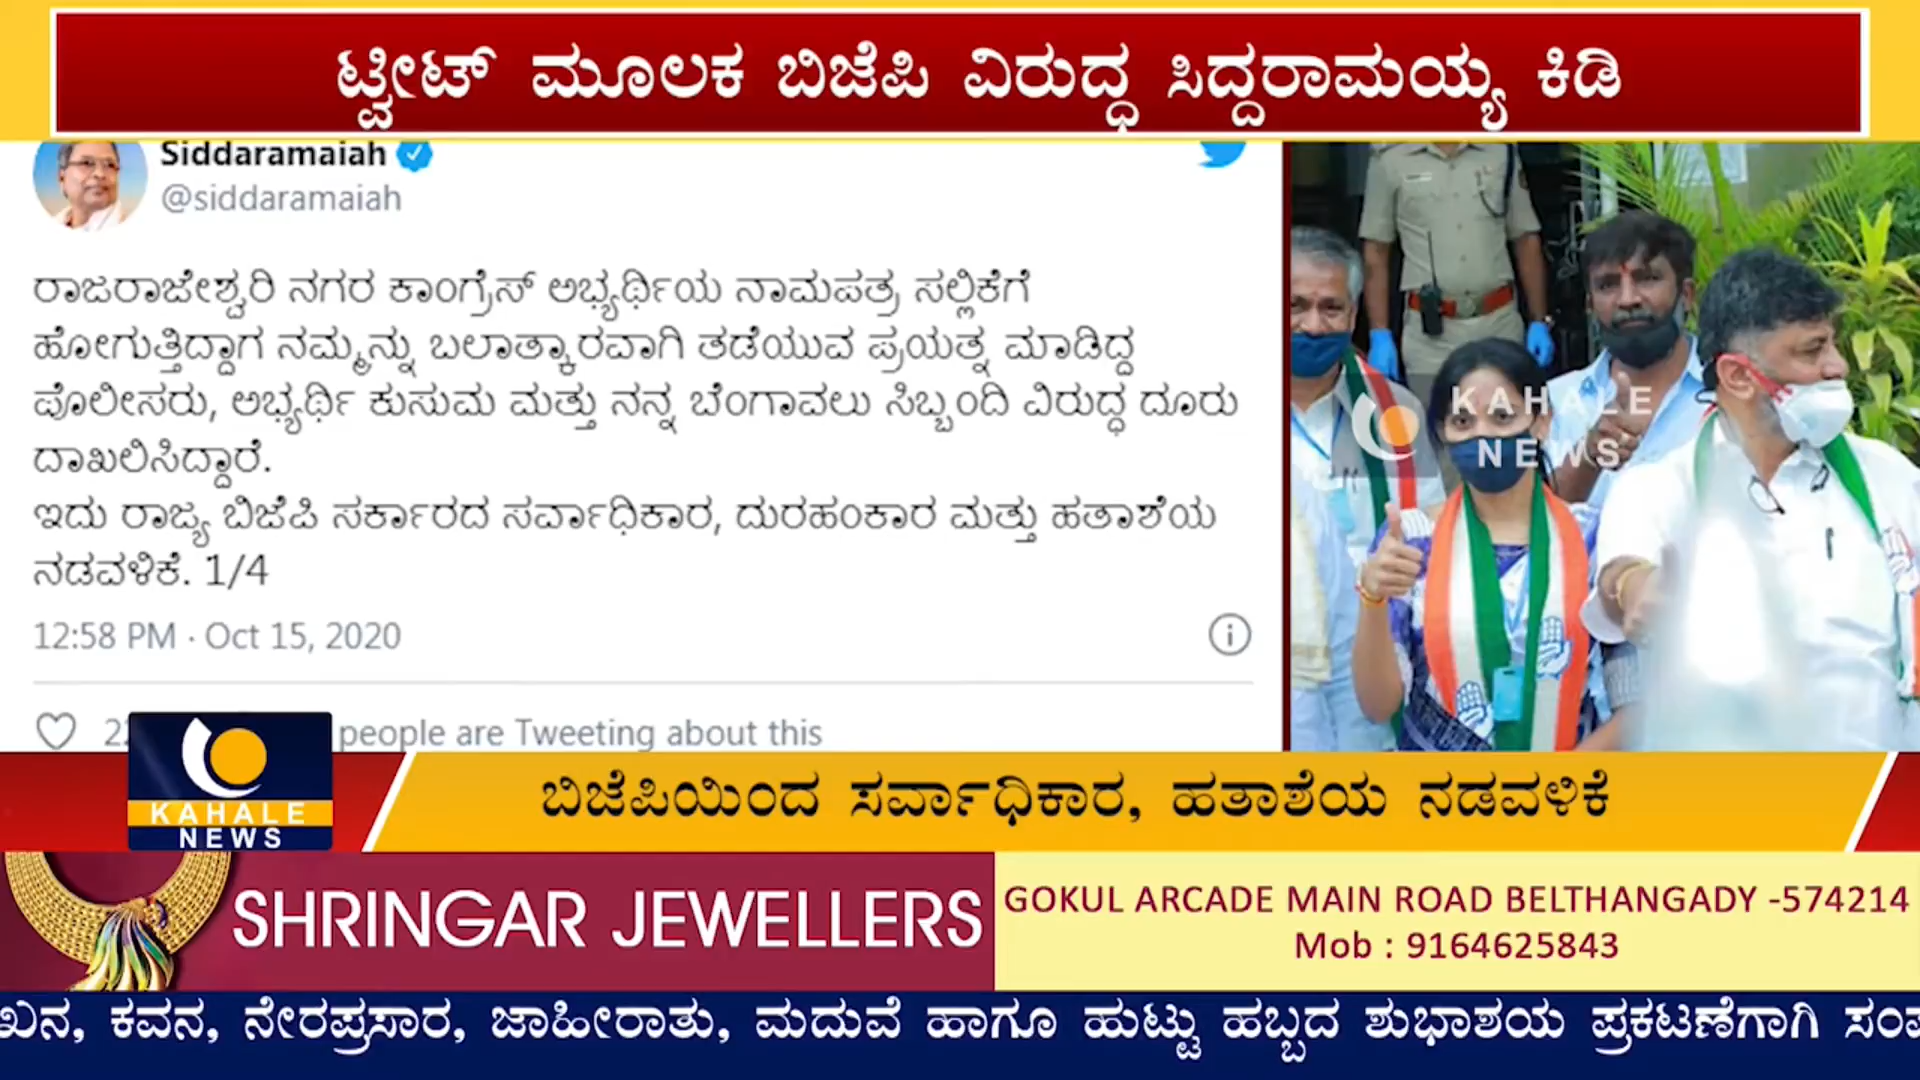 ಟ್ವೀಟ್ ಮೂಲಕ ಬಿಜೆಪಿ ವಿರುದ್ಧ ಸಿದ್ದರಾಮಯ್ಯ ಕಿಡಿ
Siddaramaiah
@siddaramaiah
ರಾಜರಾಜೇಶ್ವರಿ ನಗರ ಕಾಂಗ್ರೆಸ್ ಅಭ್ಯರ್ಥಿಯ ನಾಮಪತ್ರ ಸಲ್ಲಿಕೆಗೆ
ಹೋಗುತ್ತಿದ್ದಾಗ ನಮ್ಮನ್ನು ಬಲಾತ್ಕಾರವಾಗಿ ತಡೆಯುವ ಪ್ರಯತ್ನ ಮಾಡಿದ್ದ
ಪೊಲೀಸರು, ಅಭ್ಯರ್ಥಿ ಕುಸುಮ ಮತ್ತು ನನ್ನ ಬೆಂಗಾವಲು ಸಿಬ್ಬಂದಿ ವಿರುದ್ಧ ದೂರು
ದಾಖಲಿಸಿದ್ದಾರೆ.
ಇದು ರಾಜ್ಯ ಬಿಜೆಪಿ ಸರ್ಕಾರದ ಸರ್ವಾಧಿಕಾರ, ದುರಹಂಕಾರ ಮತ್ತು ಹತಾಶೆಯ
ನಡವಳಿಕೆ. 1/4
12:58 PM · Oct 15, 2020
people are Tweeting about this
KAHALE
NEWS
KAHALE
NEWS
ಬಿಜೆಪಿಯಿಂದ ಸರ್ವಾಧಿಕಾರ, ಹತಾಶೆಯ ನಡವಳಿಕೆ
SHRINGAR JEWELLERS
GOKUL ARCADE MAIN ROAD BELTHANGADY -574214
Mob : 9164625843
ಕವನ, ನೇರಪ್ರಸಾರ, ಜಾಹೀರಾತು, ಮದುವೆ ಹಾಗೂ ಹುಟ್ಟು ಹಬ್ಬದ ಶುಭಾಶಯ ಪ್ರಕಟಣೆಗಾಗಿ